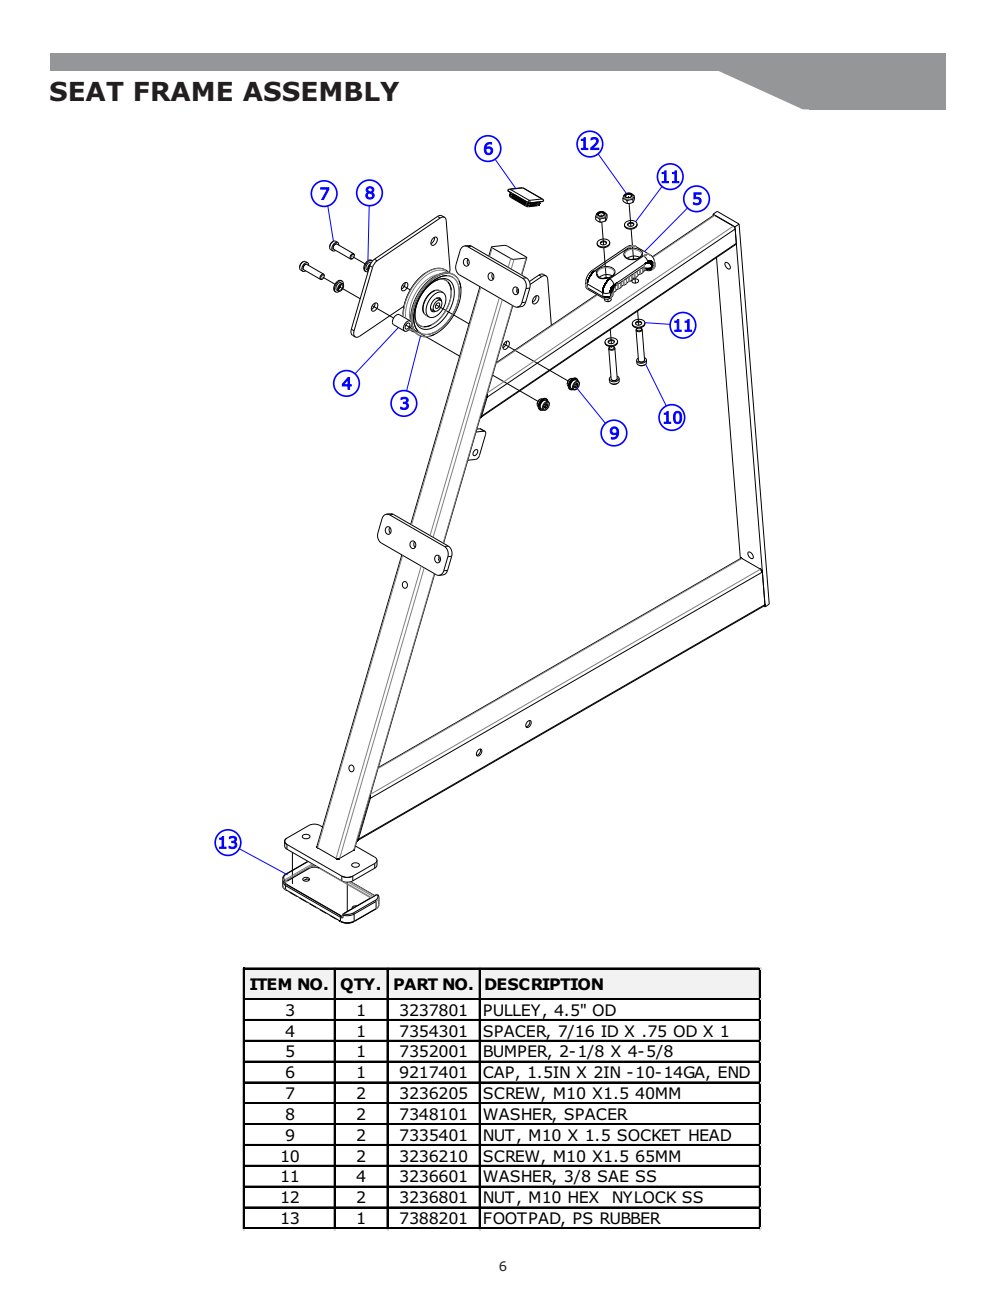 SEAT FRAME ASSEMBLY
6
12
11
5
7
8
11
4
3
10
9
13
ITEM NO. QTY. PART NO. DESCRIPTION
3 1 3237801 PULLEY, 4.5" OD
4 1 7354301 SPACER, 7/16 ID X .75 OD X 1
5 1 7352001 BUMPER, 2-1/8 X 4-5/8
6 1 9217401 CAP, 1.5IN X 2IN -10-14GA, END
7 2 3236205 SCREW, M10 X1.5 40MM
8 2 7348101 WASHER, SPACER
9 2 7335401 NUT, M10 X 1.5 SOCKET HEAD
10 2 3236210 SCREW, M10 X1.5 65MM
11 4 3236601 WASHER, 3/8 SAE SS
12 2 3236801 NUT, M10 HEX  NYLOCK SS
13 1 7388201 FOOTPAD, PS RUBBER
6